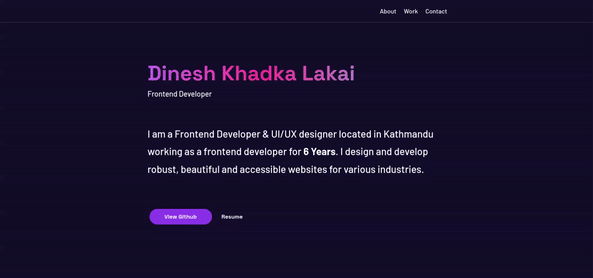 About Work Contact
Dinesh Khadka Lakai
Frontend Developer
I am a Frontend Developer & UI/UX designer located in Kathmandu
working as a frontend developer for 6 Years. I design and develop
robust, beautiful and accessible websites for various industries.
View Github Resume